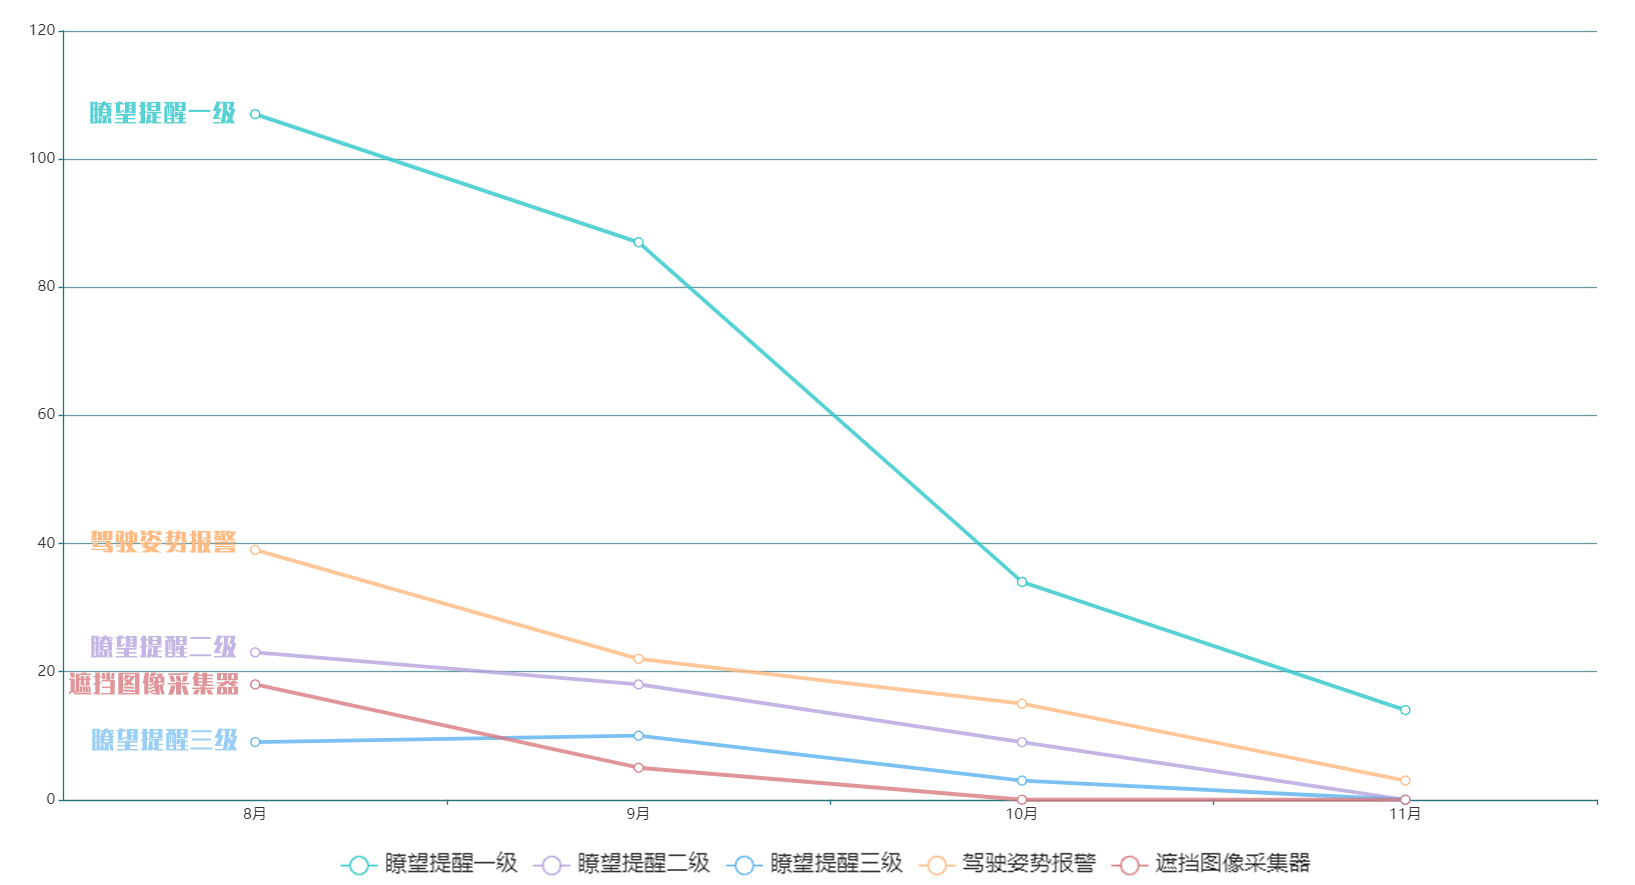 120
瞭望提醒一级
100
80
60
驾驶姿势报警
40
瞭望提醒二级
20
遮挡图像采集器
瞭望提醒三级
0
8月 9月 10月 11月
瞭望提醒一级 瞭望提醒二级 瞭望提醒三级 驾驶姿势报警 遮挡图像采集器